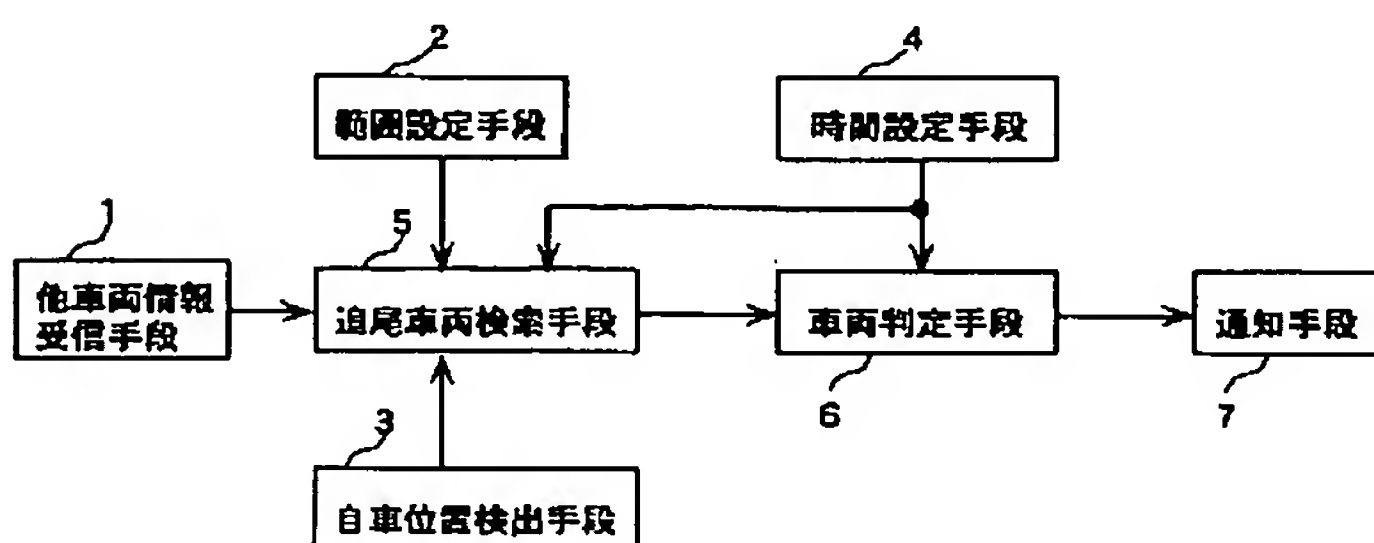 2
範囲設定手段
4
時間設定手段
1
他車両情報
受信手段
5
追尾車両検索手段
車両判定手段
6
通知手段
7
3
自車位置検出手段